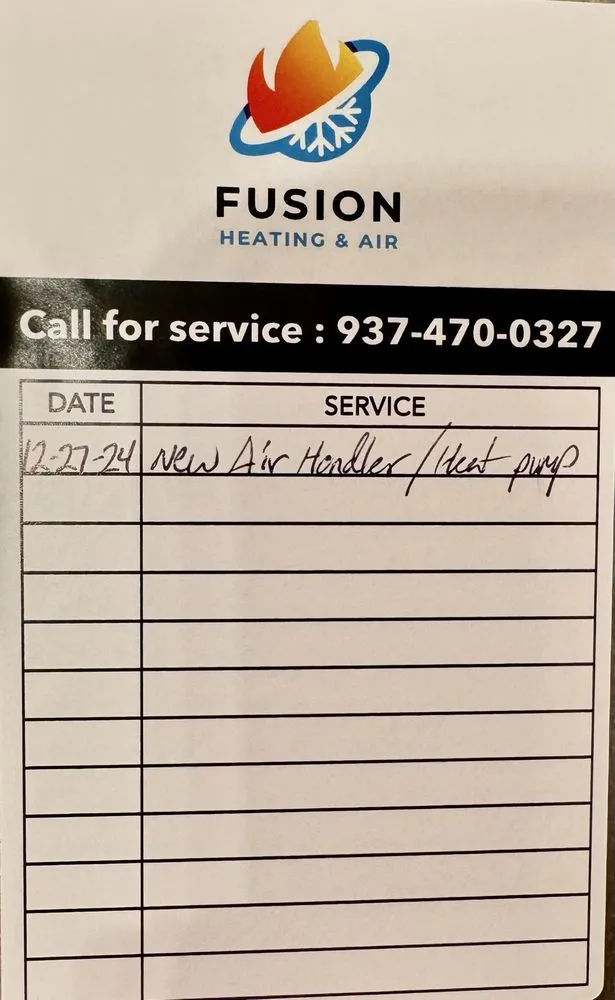 FUSION
HEATING & AIR
Call for service : 937-470-0327
DATE SERVICE
12-27-24 New Air Handler / Heat pump